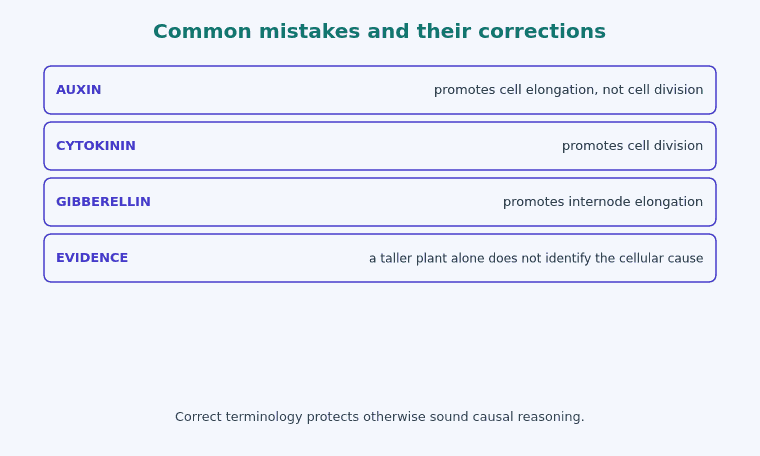 Common mistakes and their corrections
AUXIN promotes cell elongation, not cell division
CYTOKININ promotes cell division
GIBBERELLIN promotes internode elongation
EVIDENCE a taller plant alone does not identify the cellular cause
Correct terminology protects otherwise sound causal reasoning.